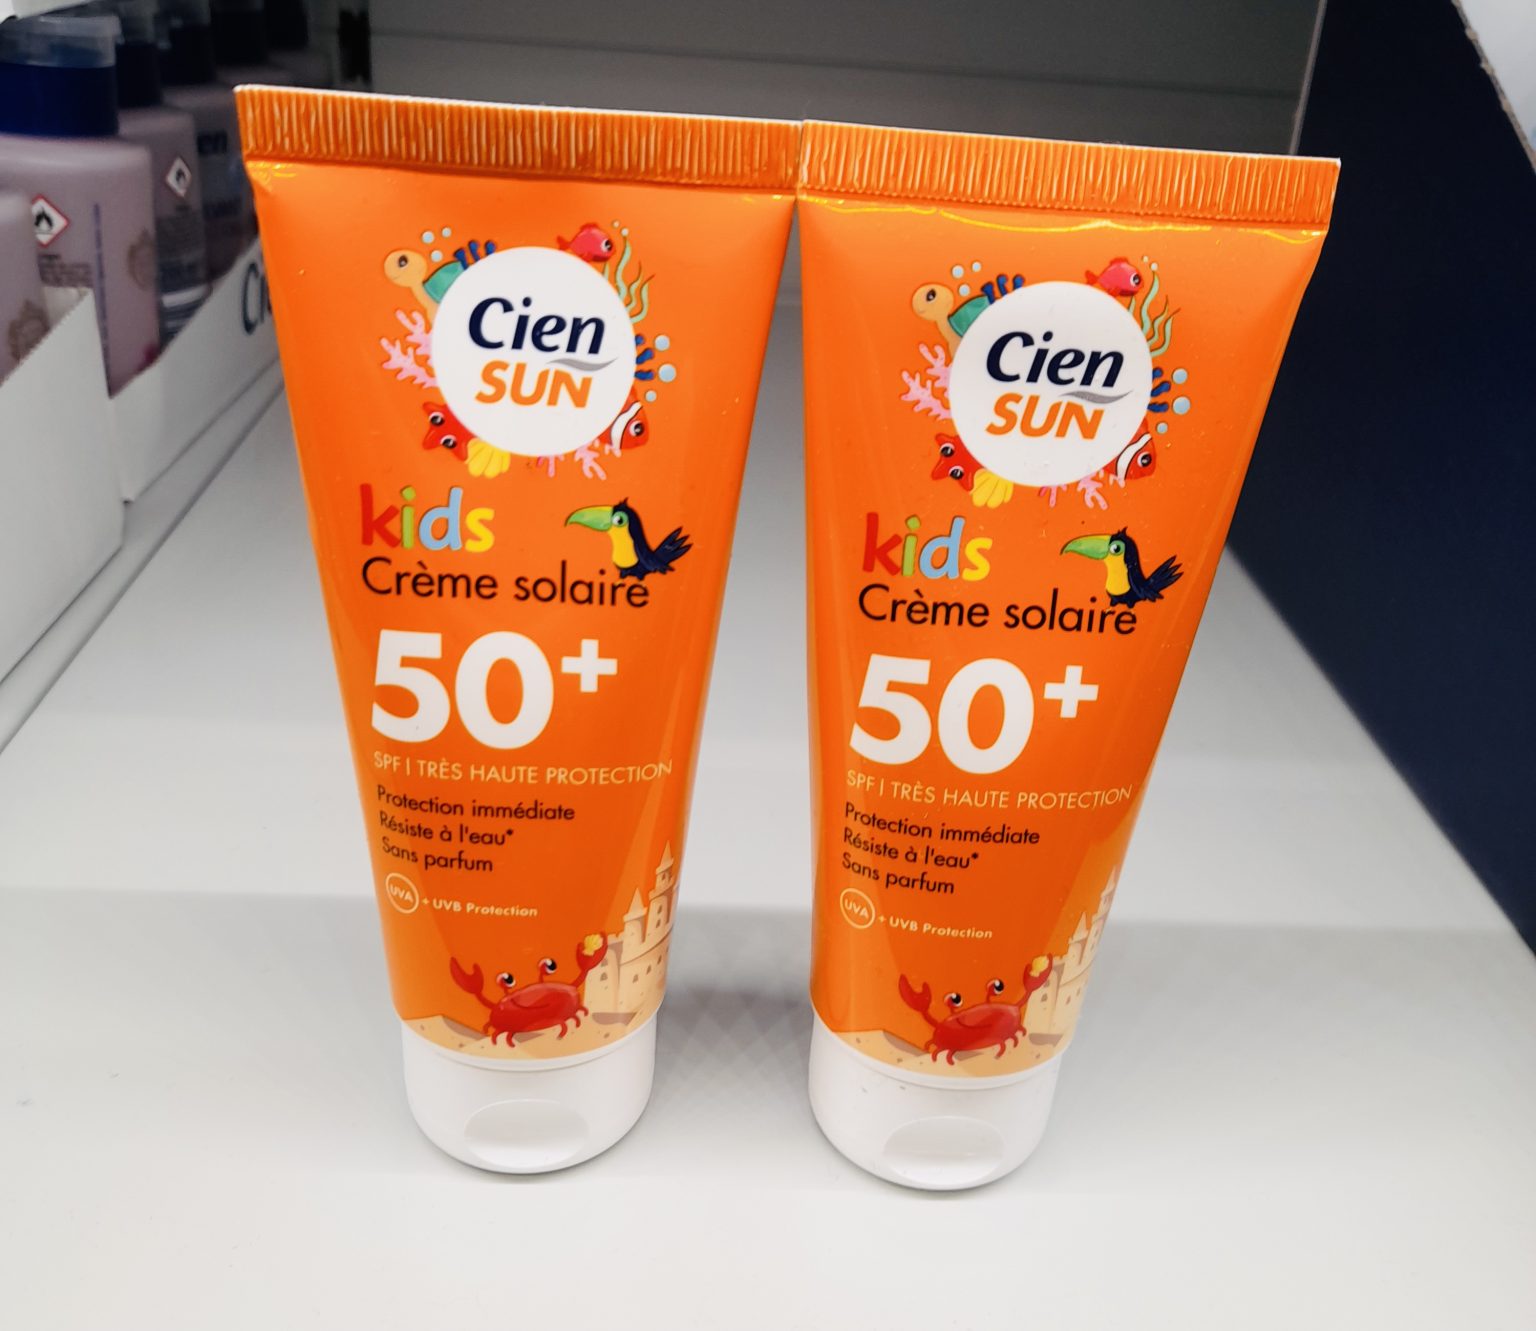 Cien
SUN
kids
Crème solaire
50+
SPF | TRÈS HAUTE PROTECTION
Protection immédiate
Résiste à l'eau*
Sans parfum
UVA + UVB Protection
Cien
SUN
kids
Crème solaire
50+
SPF | TRÈS HAUTE PROTECTION
Protection immédiate
Résiste à l'eau*
Sans parfum
UVA + UVB Protection